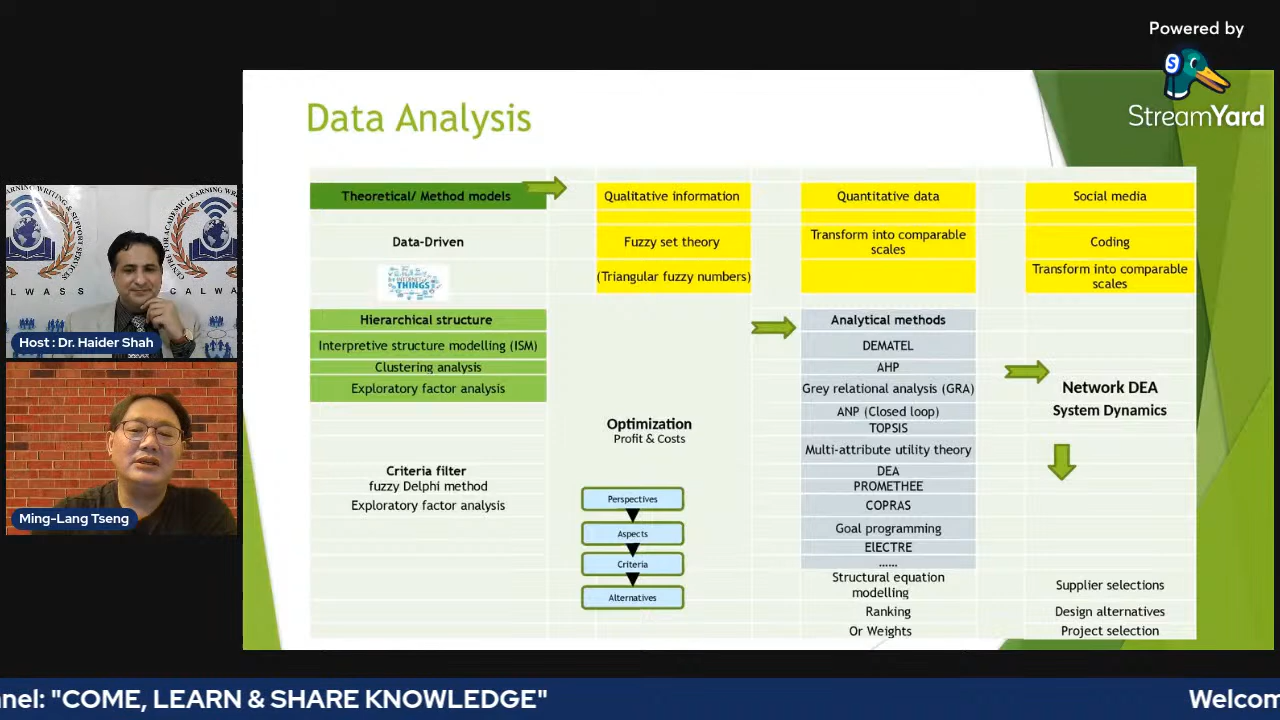 Powered by
StreamYard
Data Analysis
Theoretical/ Method models
Qualitative information
Quantitative data
Social media
Data-Driven
Fuzzy set theory
Transform into comparable
scales
Coding
INTERNET
THINGS
(Triangular fuzzy numbers)
Transform into comparable
scales
Hierarchical structure
Interpretive structure modelling (ISM)
Clustering analysis
Exploratory factor analysis
Criteria filter
fuzzy Delphi method
Exploratory factor analysis
Optimization
Profit & Costs
Perspectives
Aspects
Criteria
Alternatives
Analytical methods
DEMATEL
AHP
Grey relational analysis (GRA)
ANP (Closed loop)
TOPSIS
Multi-attribute utility theory
DEA
PROMETHEE
COPRAS
Goal programming
ElECTRE
......
Structural equation
modelling
Ranking
Or Weights
Network DEA
System Dynamics
Supplier selections
Design alternatives
Project selection
CALWASS
Host : Dr. Haider Shah
Ming-Lang Tseng
nel: "COME, LEARN & SHARE KNOWLEDGE"
Welcom